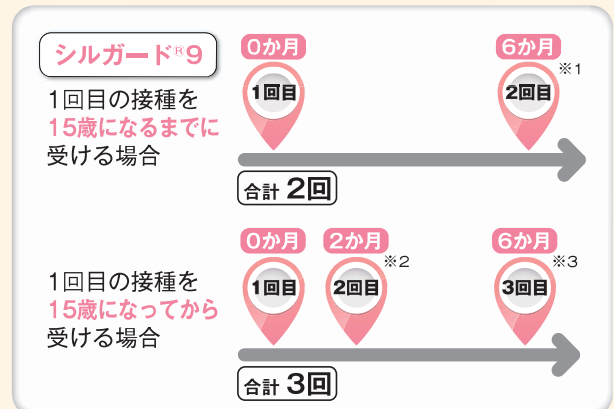 シルガード®9
1回目の接種を
15歳になるまでに
受ける場合
0か月
6か月
1回目
2回目
※1
合計 2回
1回目の接種を
15歳になってから
受ける場合
0か月
2か月
6か月
1回目
2回目
※2
3回目
※3
合計 3回